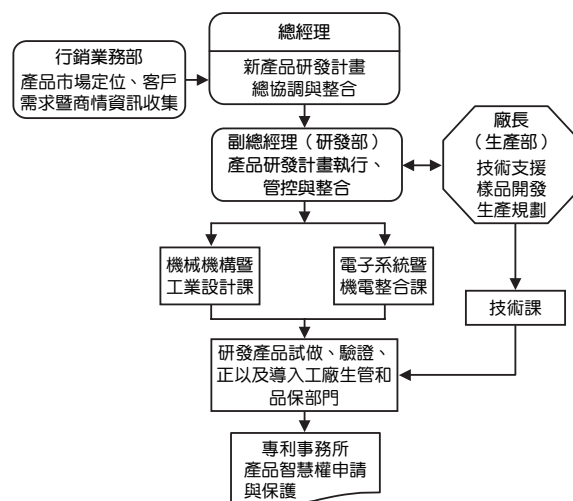 總經理
新產品研發計畫
總協調與整合
行銷業務部
產品市場定位、客戶
需求暨商情資訊收集
副總經理（研發部）
產品研發計畫執行、
管控與整合
廠長
（生產部）
技術支援
樣品開發
生產規劃
機械機構暨
工業設計課
電子系統暨
機電整合課
技術課
研發產品試做、驗證、
正以及導入工廠生管和
品保部門
專利事務所
產品智慧權申請
與保護